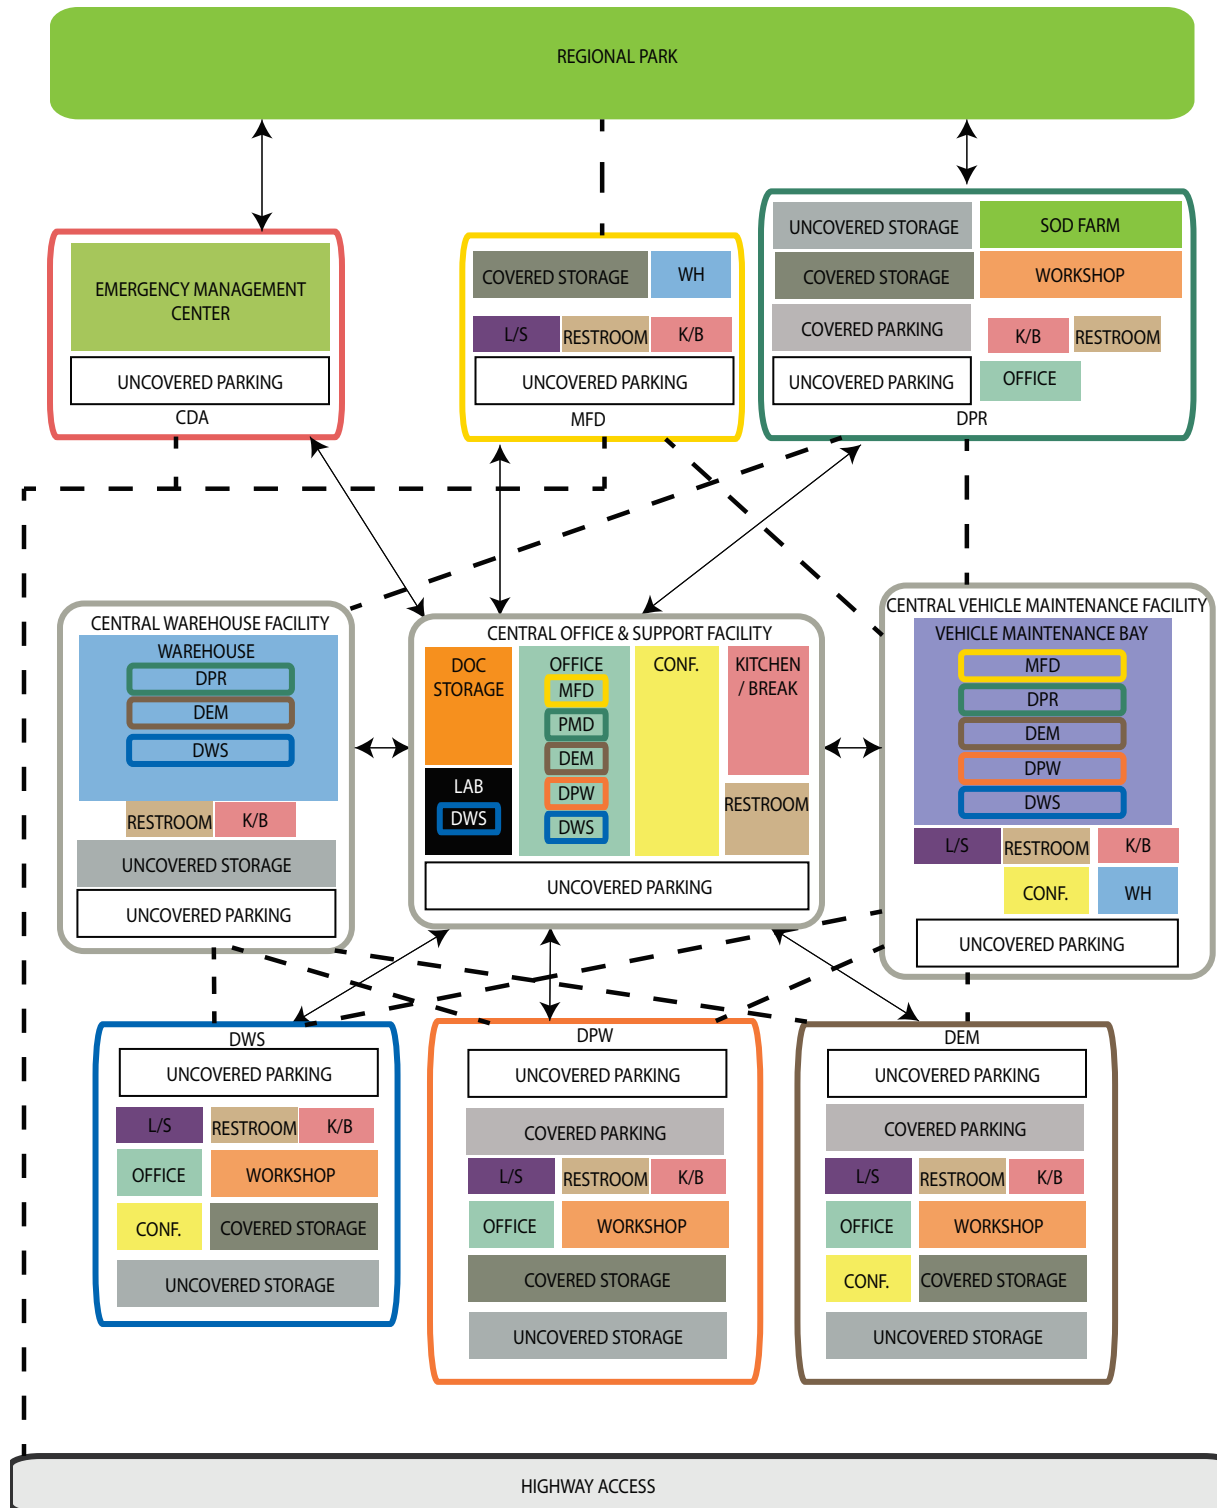 REGIONAL PARK
EMERGENCY MANAGEMENT
CENTER
UNCOVERED PARKING
CDA
COVERED STORAGE
WH
L/S
RESTROOM
K/B
UNCOVERED PARKING
MFD
UNCOVERED STORAGE
SOD FARM
COVERED STORAGE
WORKSHOP
COVERED PARKING
K/B
RESTROOM
UNCOVERED PARKING
OFFICE
DPR
CENTRAL WAREHOUSE FACILITY
WAREHOUSE
DPR
DEM
DWS
RESTROOM
K/B
UNCOVERED STORAGE
UNCOVERED PARKING
CENTRAL OFFICE & SUPPORT FACILITY
DOC
STORAGE
LAB
DWS
OFFICE
MFD
PMD
DEM
DPW
DWS
CONF.
KITCHEN
/ BREAK
RESTROOM
UNCOVERED PARKING
CENTRAL VEHICLE MAINTENANCE FACILITY
VEHICLE MAINTENANCE BAY
MFD
DPR
DEM
DPW
DWS
L/S
RESTROOM
K/B
CONF.
WH
UNCOVERED PARKING
DWS
UNCOVERED PARKING
L/S
RESTROOM
K/B
OFFICE
WORKSHOP
CONF.
COVERED STORAGE
UNCOVERED STORAGE
DPW
UNCOVERED PARKING
COVERED PARKING
L/S
RESTROOM
K/B
OFFICE
WORKSHOP
COVERED STORAGE
UNCOVERED STORAGE
DEM
UNCOVERED PARKING
COVERED PARKING
L/S
RESTROOM
K/B
OFFICE
WORKSHOP
CONF.
COVERED STORAGE
UNCOVERED STORAGE
HIGHWAY ACCESS